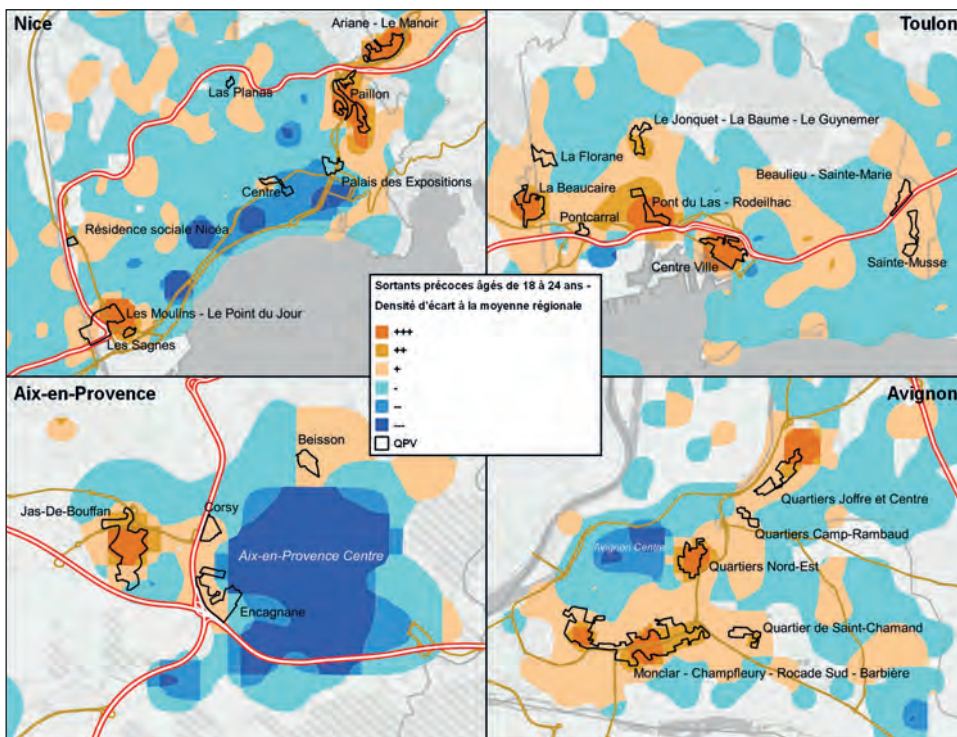 Nice
Ariane - Le Manoir
Las Planas
Paillon
Centre
Palais des Expositions
Résidence sociale Nicéa
Les Moulins - Le Point du Jour
Les Sagnes
Toulon
Le Jonquet - La Baume - Le Guynemer
La Florane
Beaulieu - Sainte-Marie
La Beaucaire
Pont du Las - Rodeilhac
Pontcarral
Centre Ville
Sainte-Musse
Sortants précoces âgés de 18 à 24 ans -
Densité d'écart à la moyenne régionale
+++
++
+
-
--
---
QPV
Aix-en-Provence
Beisson
Jas-De-Bouffan
Corsy
Aix-en-Provence Centre
Encagnane
Avignon
Quartiers Joffre et Centre
Quartiers Camp-Rambaud
Avignon Centre
Quartiers Nord-Est
Quartier de Saint-Chamand
Monclar - Champfleury - Rocade Sud - Barbière